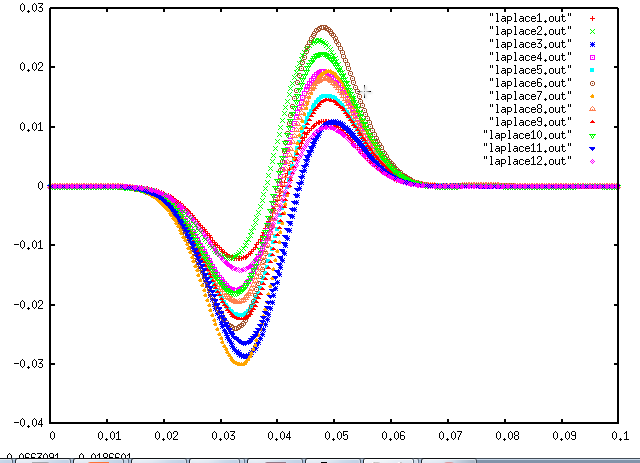 0.03
"laplace1.out"
"laplace2.out"
"laplace3.out"
0.02
"laplace4.out"
"laplace5.out"
"laplace6.out"
"laplace7.out"
"laplace8.out"
0.01
"laplace9.out"
"laplace10.out"
"laplace11.out"
"laplace12.out"
0
-0.01
-0.02
-0.03
-0.04
0 0.01 0.02 0.03 0.04 0.05 0.06 0.07 0.08 0.09 0.1